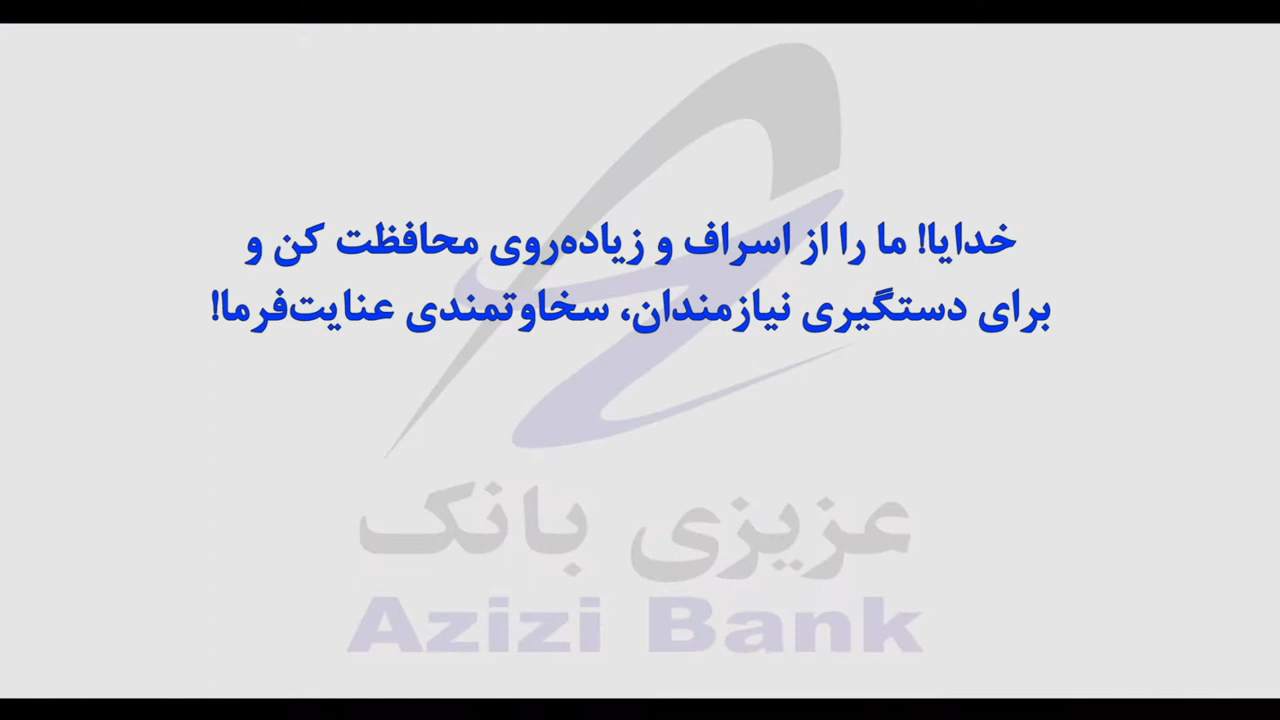 خدایا! ما را از اسراف و زیاده‌روی محافظت کن و
برای دستگیری نیازمندان، سخاوتمندی عنایت‌فرما!
عزیزی بانک
Azizi Bank